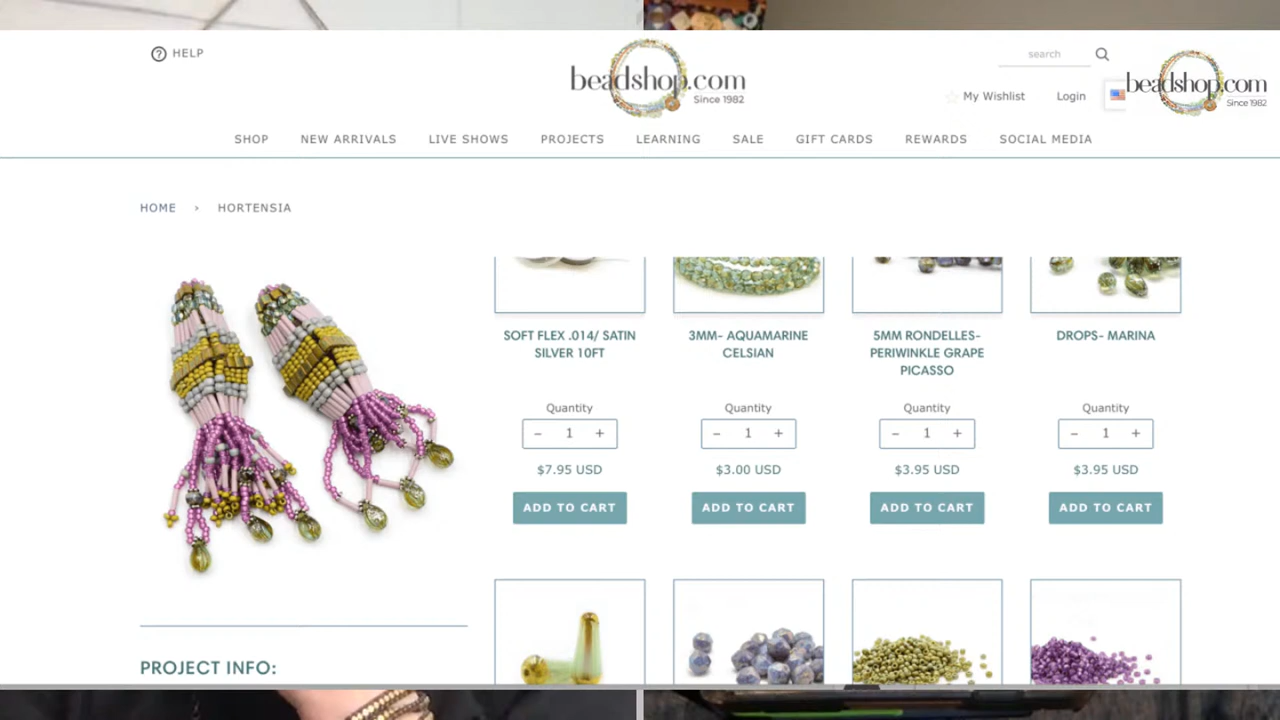 HELP
beadshop.com
Since 1982
search
My Wishlist
Login
beadshop.com
Since 1982
SHOP
NEW ARRIVALS
LIVE SHOWS
PROJECTS
LEARNING
SALE
GIFT CARDS
REWARDS
SOCIAL MEDIA
HOME > HORTENSIA
SOFT FLEX .014/ SATIN
SILVER 10FT
Quantity
− 1 +
$7.95 USD
ADD TO CART
3MM- AQUAMARINE
CELSIAN
Quantity
− 1 +
$3.00 USD
ADD TO CART
5MM RONDELLES-
PERIWINKLE GRAPE
PICASSO
Quantity
− 1 +
$3.95 USD
ADD TO CART
DROPS- MARINA
Quantity
− 1 +
$3.95 USD
ADD TO CART
PROJECT INFO: